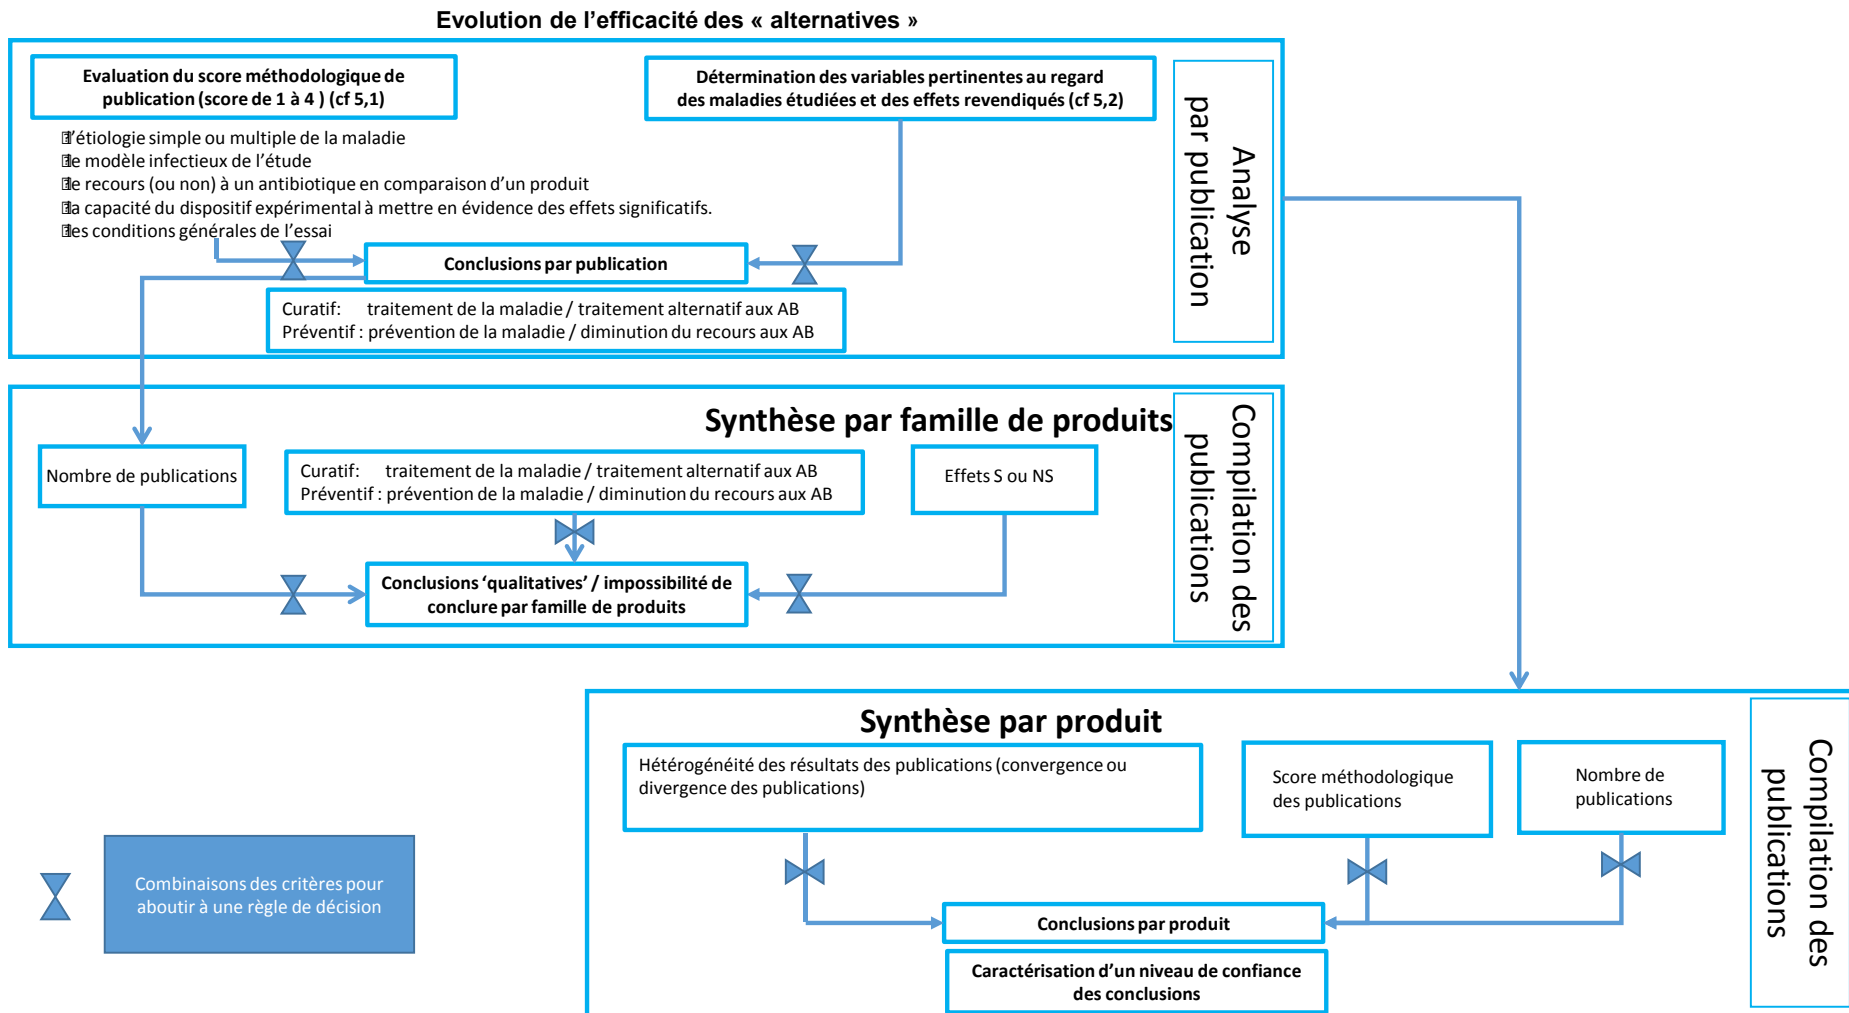 Evolution de l'efficacité des « alternatives »
Evaluation du score méthodologique de
publication (score de 1 à 4 ) (cf 5,1)
Détermination des variables pertinentes au regard
des maladies étudiées et des effets revendiqués (cf 5,2)
l'étiologie simple ou multiple de la maladie
le modèle infectieux de l'étude
le recours (ou non) à un antibiotique en comparaison d'un produit
la capacité du dispositif expérimental à mettre en évidence des effets significatifs.
les conditions générales de l'essai
Conclusions par publication
Curatif: traitement de la maladie / traitement alternatif aux AB
Préventif : prévention de la maladie / diminution du recours aux AB
Analyse
par publication
Synthèse par famille de produits
Nombre de publications
Curatif: traitement de la maladie / traitement alternatif aux AB
Préventif : prévention de la maladie / diminution du recours aux AB
Effets S ou NS
Conclusions 'qualitatives' / impossibilité de
conclure par famille de produits
Compilation des
publications
Synthèse par produit
Hétérogénéité des résultats des publications (convergence ou
divergence des publications)
Score méthodologique
des publications
Nombre de
publications
Conclusions par produit
Caractérisation d'un niveau de confiance
des conclusions
Compilation des
publications
Combinaisons des critères pour
aboutir à une règle de décision